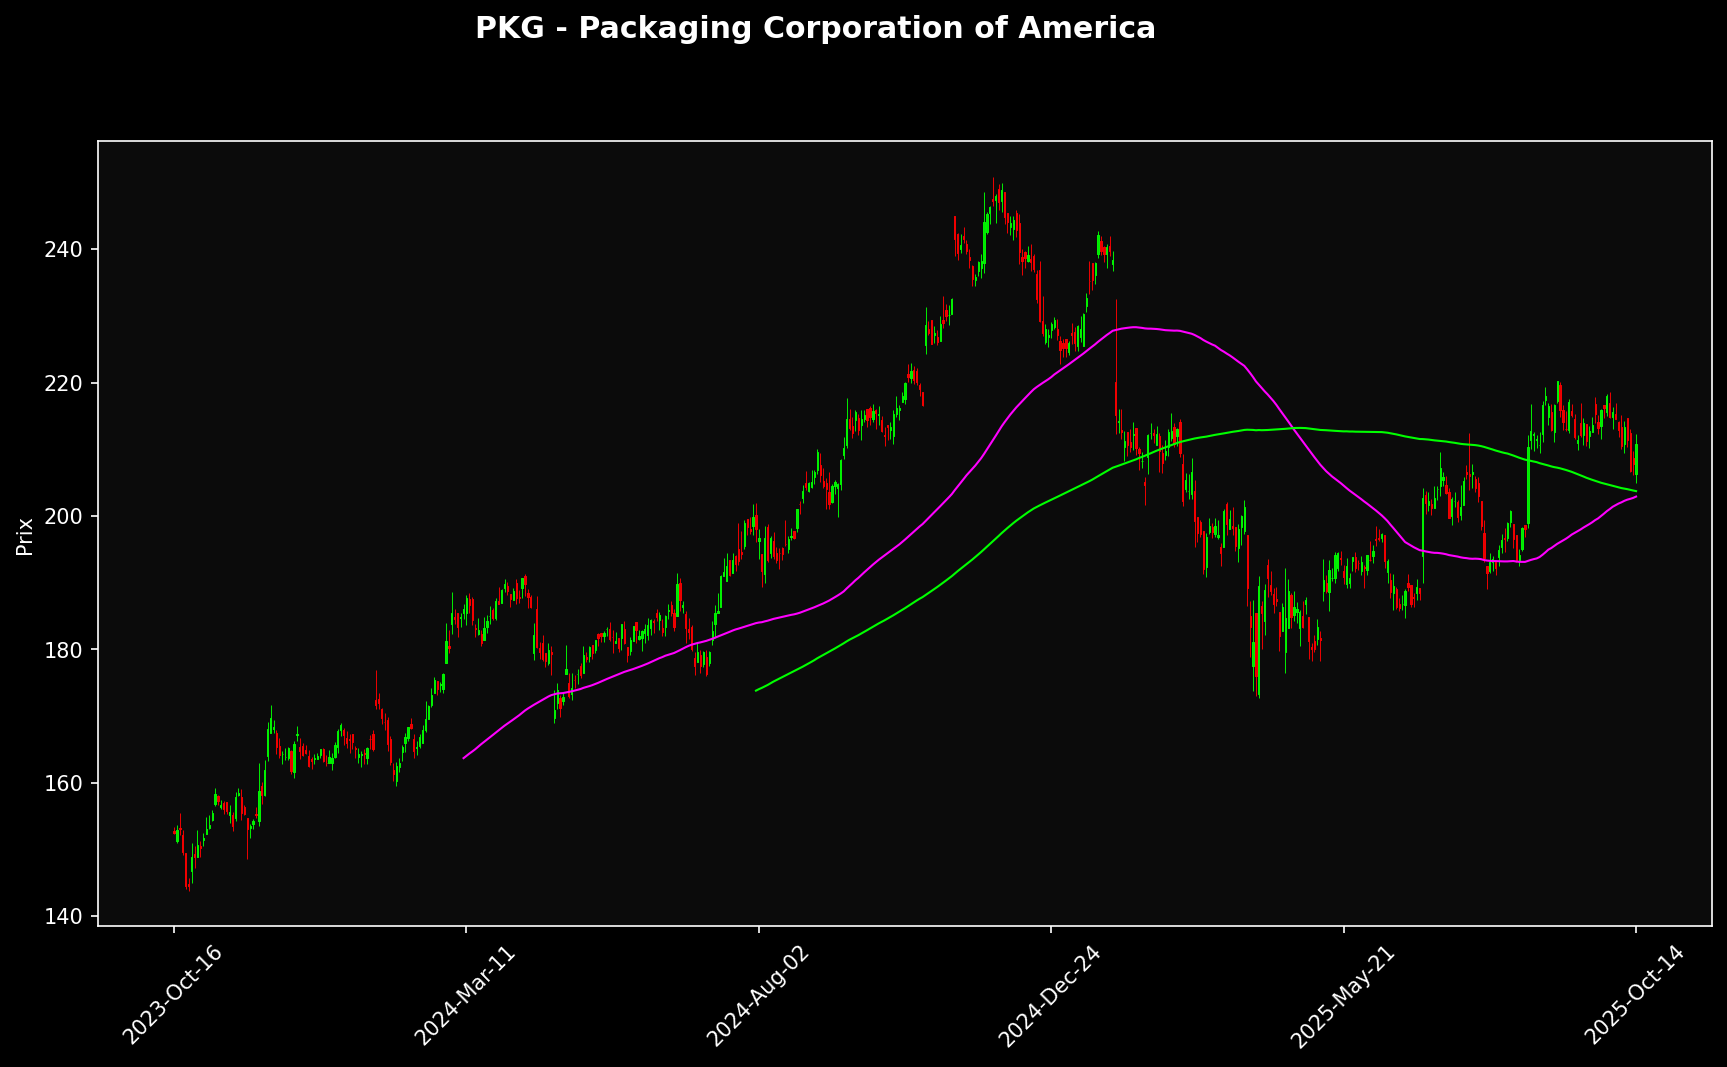 PKG - Packaging Corporation of America
Prix
240
220
200
180
160
140
2023-Oct-16
2024-Mar-11
2024-Aug-02
2024-Dec-24
2025-May-21
2025-Oct-14